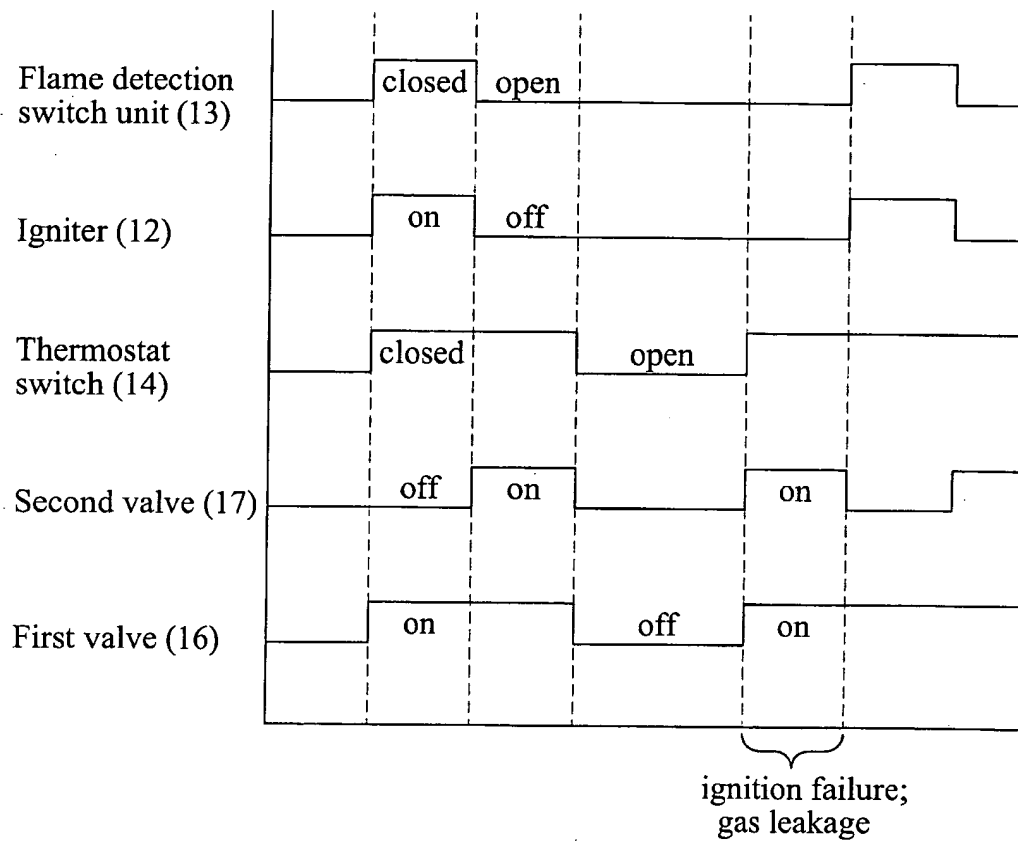 Flame detection
switch unit (13)
closed
open
Igniter (12)
on
off
Thermostat
switch (14)
closed
open
Second valve (17)
off
on
on
First valve (16)
on
off
on
ignition failure;
gas leakage